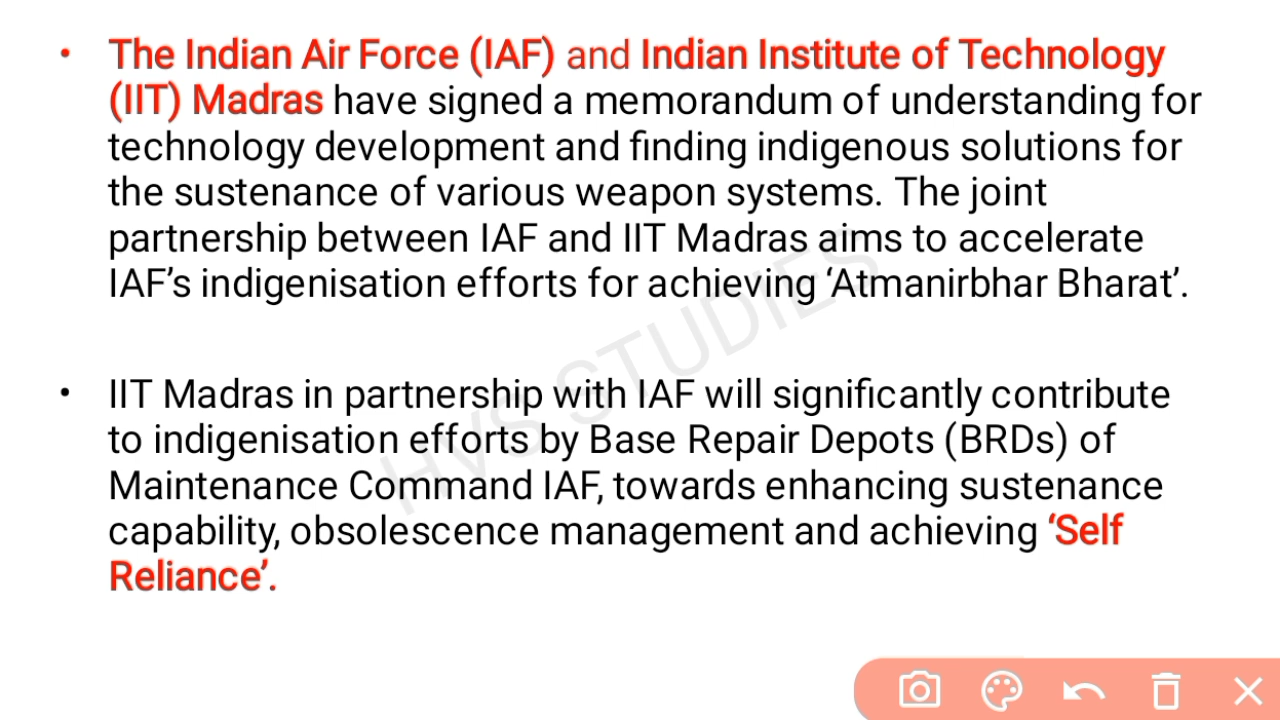 • The Indian Air Force (IAF) and Indian Institute of Technology
(IIT) Madras have signed a memorandum of understanding for
technology development and finding indigenous solutions for
the sustenance of various weapon systems. The joint
partnership between IAF and IIT Madras aims to accelerate
IAF’s indigenisation efforts for achieving ‘Atmanirbhar Bharat’.
• IIT Madras in partnership with IAF will significantly contribute
to indigenisation efforts by Base Repair Depots (BRDs) of
Maintenance Command IAF, towards enhancing sustenance
capability, obsolescence management and achieving ‘Self
Reliance’.
HVS STUDIES